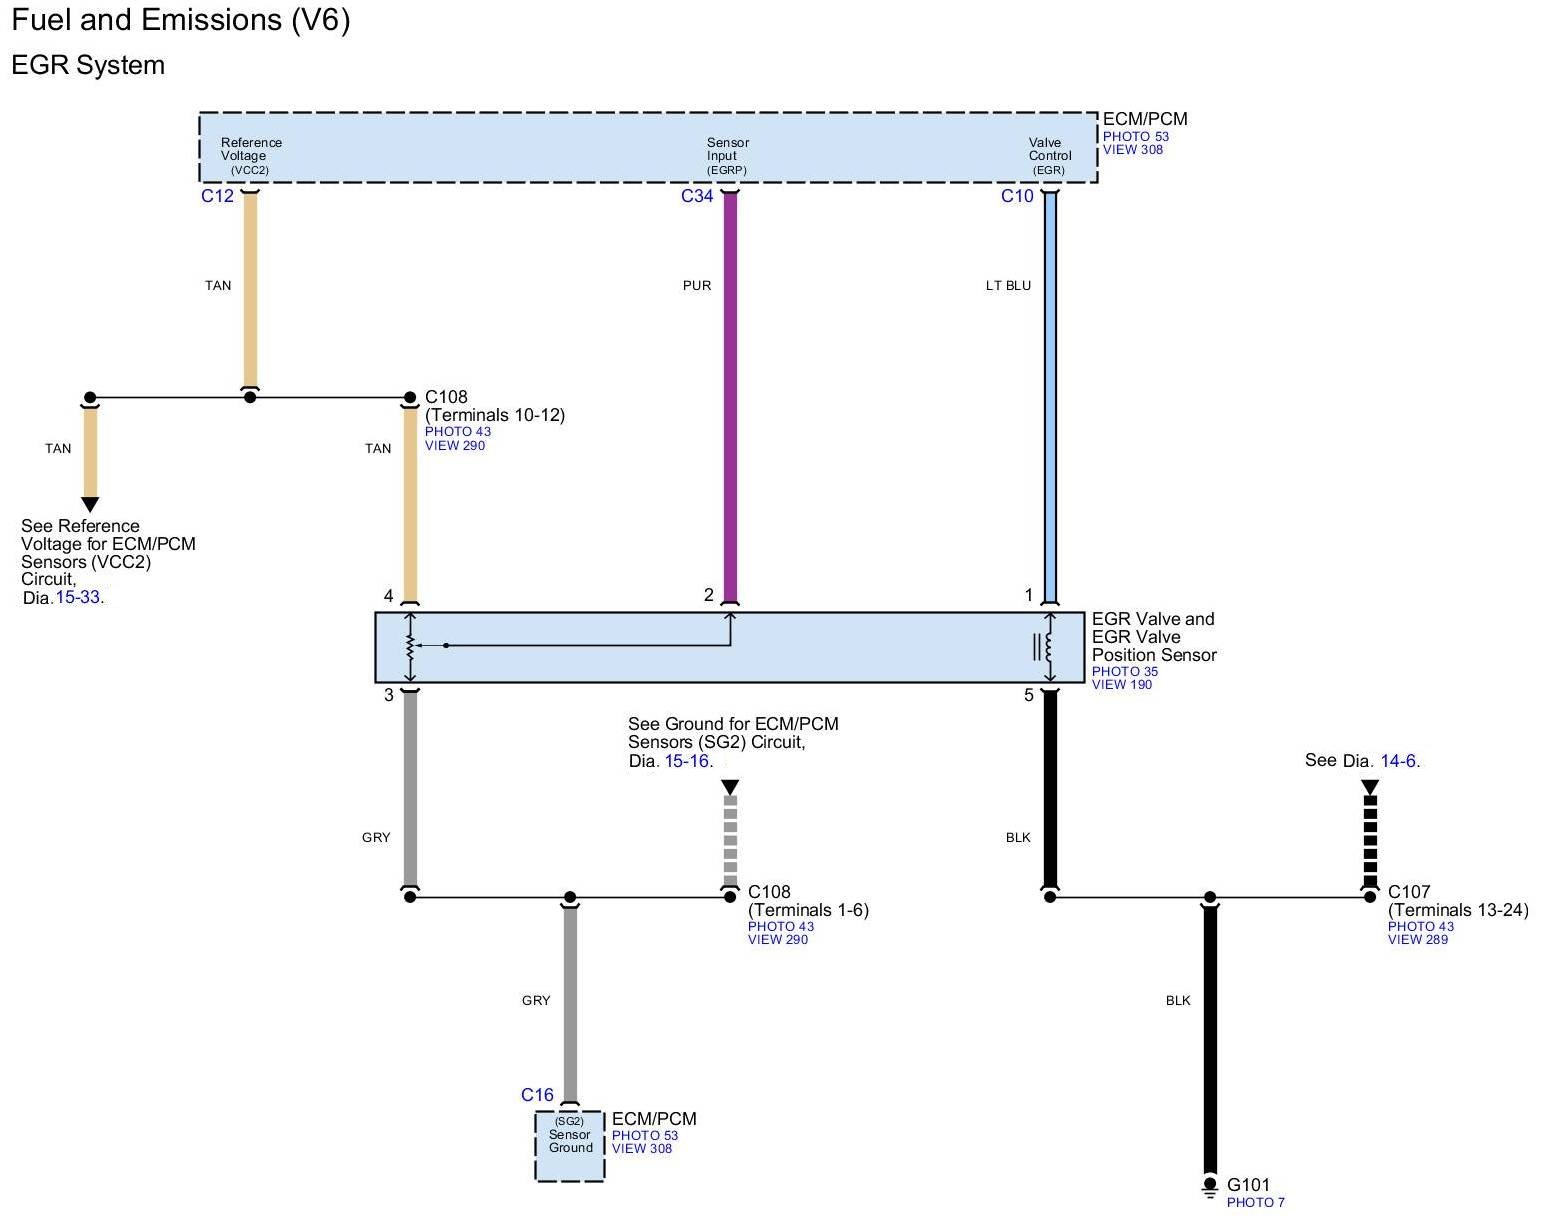 Fuel and Emissions (V6)
EGR System
Reference
Voltage
(VCC2)
Sensor
Input
(EGRP)
Valve
Control
(EGR)
ECM/PCM
PHOTO 53
VIEW 308
C12
C34
C10
TAN
PUR
LT BLU
C108
(Terminals 10-12)
PHOTO 43
VIEW 290
TAN
TAN
See Reference
Voltage for ECM/PCM
Sensors (VCC2)
Circuit,
Dia. 15-33.
4
2
1
EGR Valve and
EGR Valve
Position Sensor
PHOTO 35
VIEW 190
3
5
See Ground for ECM/PCM
Sensors (SG2) Circuit,
Dia. 15-16.
See Dia. 14-6.
GRY
BLK
C108
(Terminals 1-6)
PHOTO 43
VIEW 290
C107
(Terminals 13-24)
PHOTO 43
VIEW 289
GRY
BLK
C16
(SG2)
Sensor
Ground
ECM/PCM
PHOTO 53
VIEW 308
G101
PHOTO 7